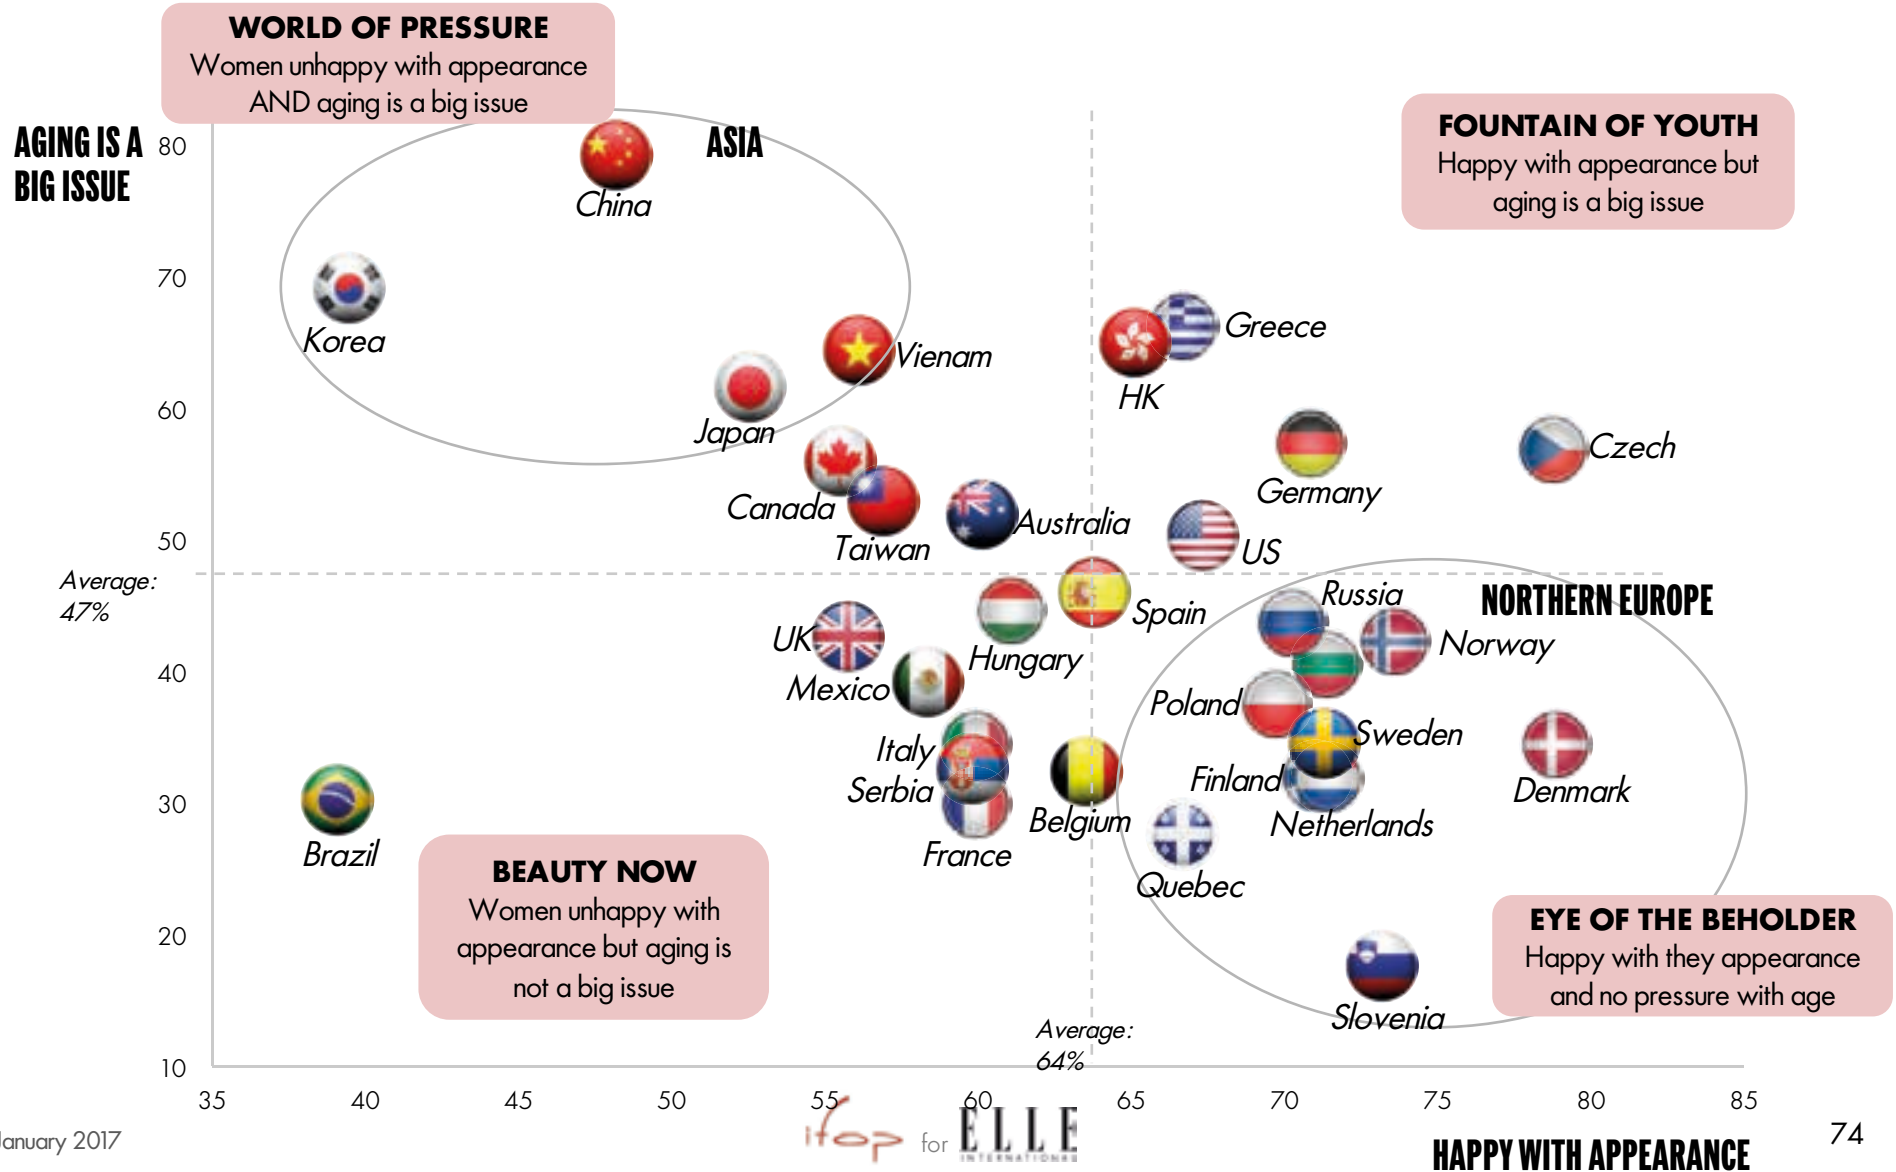 WORLD OF PRESSURE
Women unhappy with appearance
AND aging is a big issue
FOUNTAIN OF YOUTH
Happy with appearance but
aging is a big issue
AGING IS A
BIG ISSUE
80
ASIA
China
70
Korea
Vienam
Greece
HK
60
Japan
Czech
Germany
Canada
Australia
Taiwan
US
50
Average:
47%
Russia
NORTHERN EUROPE
Spain
UK
Hungary
Norway
40
Mexico
Poland
Italy
Sweden
Serbia
Finland
Denmark
30
Belgium
Netherlands
Brazil
France
Quebec
BEAUTY NOW
Women unhappy with
appearance but aging is
not a big issue
20
EYE OF THE BEHOLDER
Happy with they appearance
and no pressure with age
Slovenia
Average:
64%
10
35 40 45 50 55 60 65 70 75 80 85
January 2017
ifop for ELLE
INTERNATIONAL
HAPPY WITH APPEARANCE
74